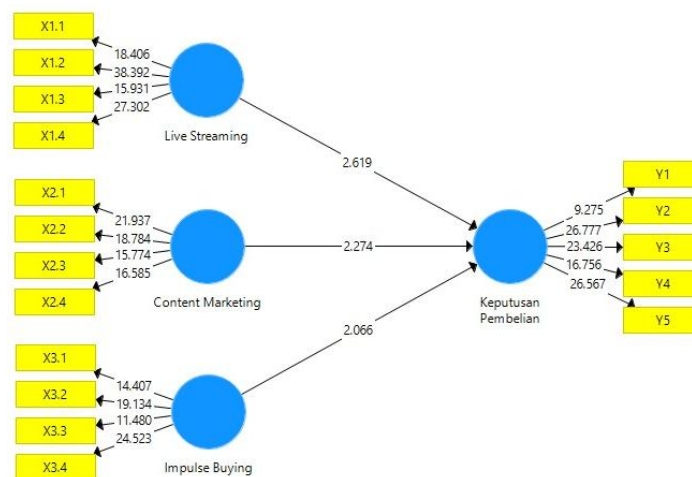 X1.1
18.406
X1.2
38.392
X1.3
15.931
27.302
X1.4
Live Streaming
2.619
X2.1
21.937
X2.2
18.784
X2.3
15.774
16.585
X2.4
Content Marketing
2.274
X3.1
14.407
X3.2
19.134
X3.3
11.480
24.523
X3.4
Impulse Buying
2.066
Keputusan
Pembelian
Y1
9.275
Y2
26.777
Y3
23.426
Y4
16.756
26.567
Y5